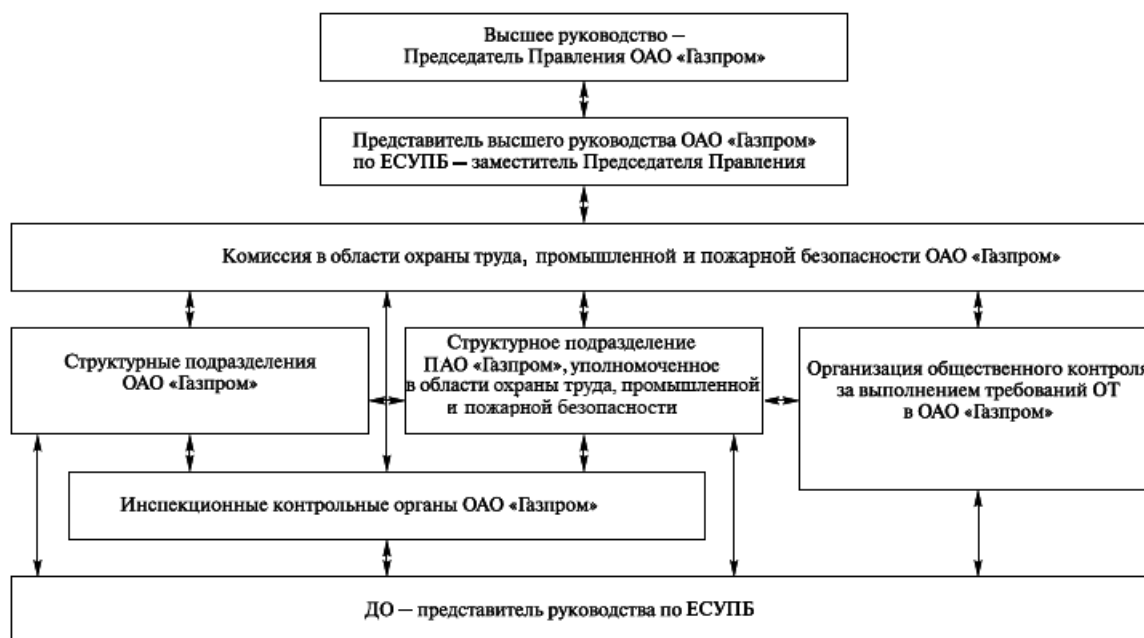 Высшее руководство —
Председатель Правления ОАО «Газпром»
Представитель высшего руководства ОАО «Газпром»
по ЕСУПБ — заместитель Председателя Правления
Комиссия в области охраны труда, промышленной и пожарной безопасности ОАО «Газпром»
Структурные подразделения
ОАО «Газпром»
Структурное подразделение
ПАО «Газпром», уполномоченное
в области охраны труда, промышленной
и пожарной безопасности
Организация общественного контроля
за выполнением требований ОТ
в ОАО «Газпром»
Инспекционные контрольные органы ОАО «Газпром»
ДО — представитель руководства по ЕСУПБ